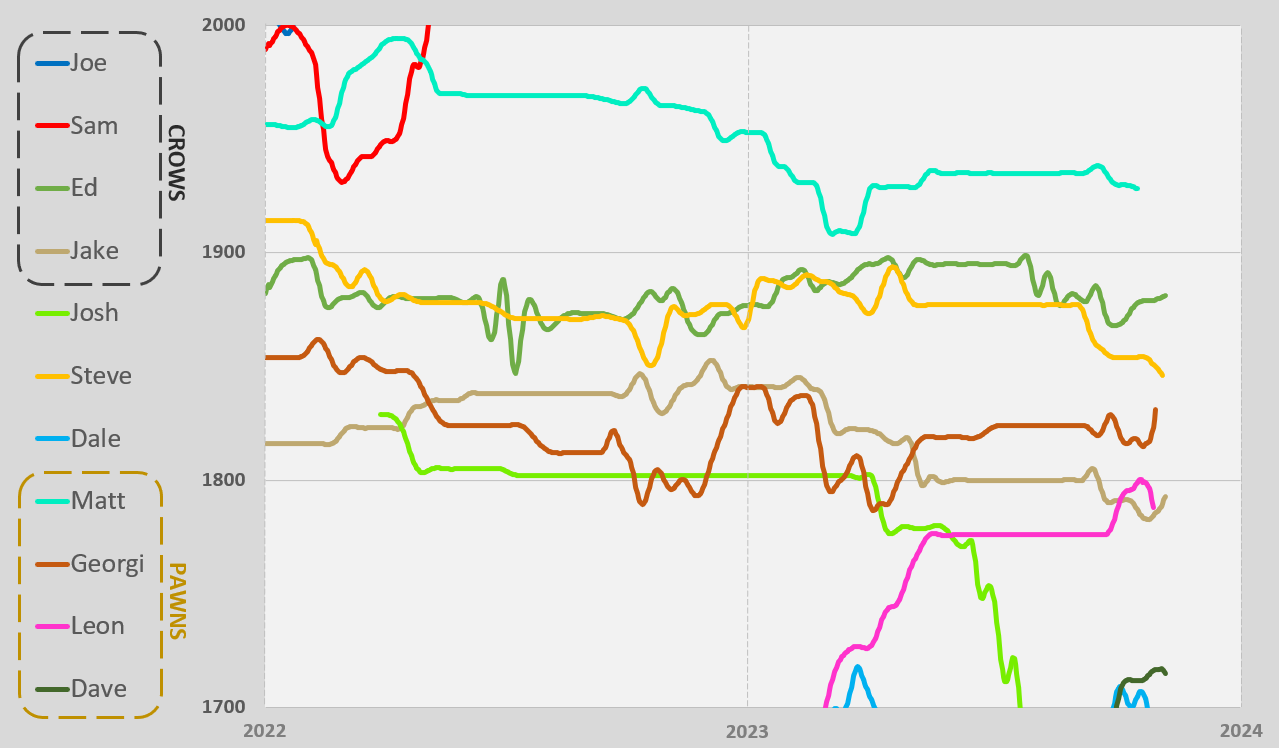 2000
1900
1800
1700
2022
2023
2024
Joe
Sam
Ed
Jake
CROWS
Josh
Steve
Dale
Matt
Georgi
Leon
Dave
PAWNS